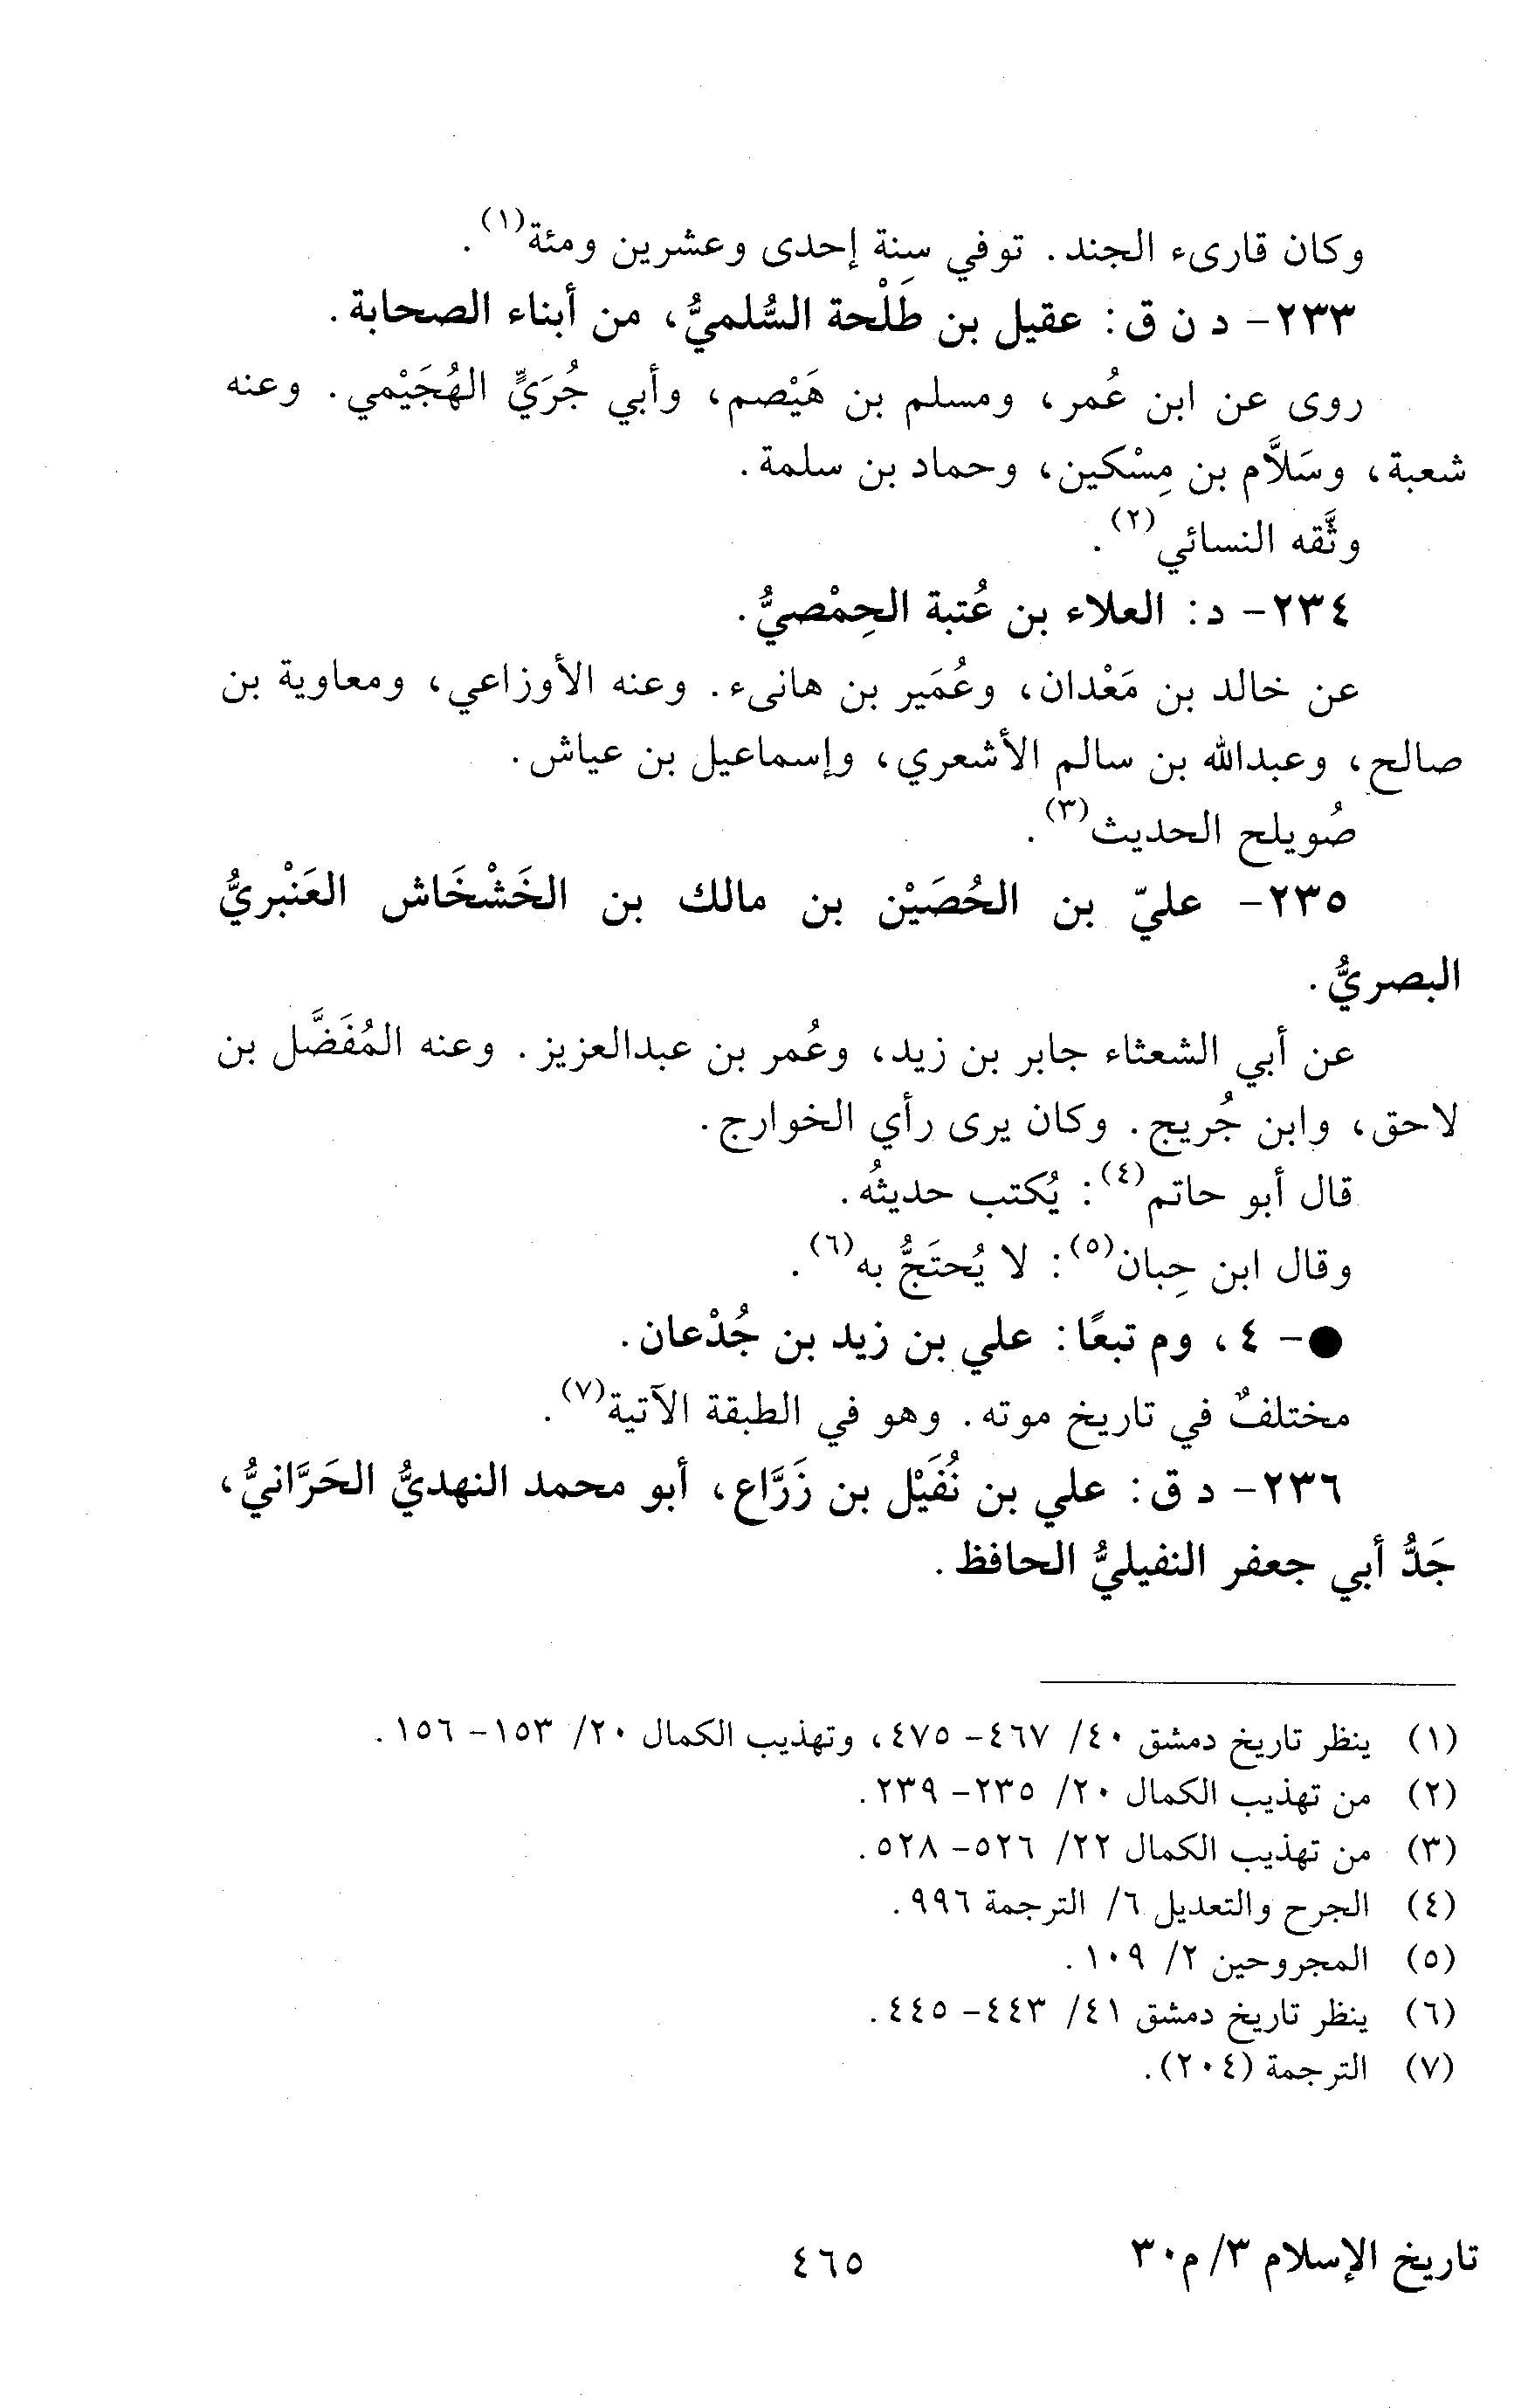 وكان قارىء الجند. توفي سنة إحدى وعشرين ومئة(١).
٢٣٣- د ن ق: عقيل بن طَلْحة السُّلميُّ، من أبناء الصحابة.
روى عن ابن عُمر، ومسلم بن هَيْصم، وأبي جُرَيٍّ الهُجَيْمي. وعنه
شعبة، وسَلاَّم بن مِسْكين، وحماد بن سلمة.
وثَّقه النسائي(٢).
٢٣٤- د: العلاء بن عُتبة الحِمْصيُّ.
عن خالد بن مَعْدان، وعُمَير بن هانىء. وعنه الأوزاعي، ومعاوية بن
صالح، وعبدالله بن سالم الأشعري، وإسماعيل بن عياش.
صُويلح الحديث(٣).
٢٣٥- عليّ بن الحُصَيْن بن مالك بن الخَشْخَاش العَنْبريُّ
البصريُّ.
عن أبي الشعثاء جابر بن زيد، وعُمر بن عبدالعزيز. وعنه المُفَضَّل بن
لاحق، وابن جُريج. وكان يرى رأي الخوارج.
قال أبو حاتم(٤): يُكتب حديثُه.
وقال ابن حِبان(٥): لا يُحتَجُّ به(٦).
●- ٤، وم تبعًا: علي بن زيد بن جُدْعان.
مختلفٌ في تاريخ موته. وهو في الطبقة الآتية(٧).
٢٣٦- د ق: علي بن نُفَيْل بن زَرَّاع، أبو محمد النهديُّ الحَرَّانيُّ،
جَدُّ أبي جعفر النفيليُّ الحافظ.
(١) ينظر تاريخ دمشق ٤٠/ ٤٦٧- ٤٧٥، وتهذيب الكمال ٢٠/ ١٥٣- ١٥٦.
(٢) من تهذيب الكمال ٢٠/ ٢٣٥- ٢٣٩.
(٣) من تهذيب الكمال ٢٢/ ٥٢٦- ٥٢٨.
(٤) الجرح والتعديل ٦/ الترجمة ٩٩٦.
(٥) المجروحين ٢/ ١٠٩.
(٦) ينظر تاريخ دمشق ٤١/ ٤٤٣- ٤٤٥.
(٧) الترجمة (٢٠٤).
تاريخ الإسلام ٣/ م٣٠ ٤٦٥